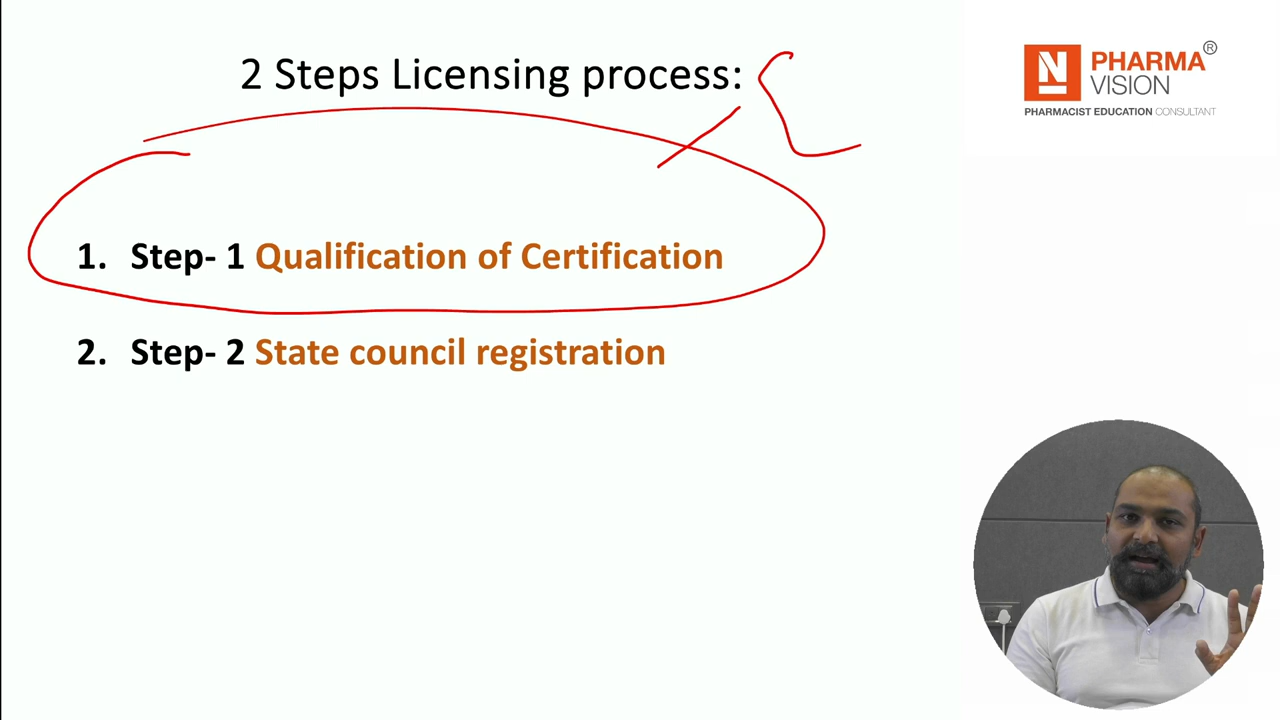 2 Steps Licensing process:
N PHARMA®
VISION
PHARMACIST EDUCATION CONSULTANT
1. Step- 1 Qualification of Certification
2. Step- 2 State council registration